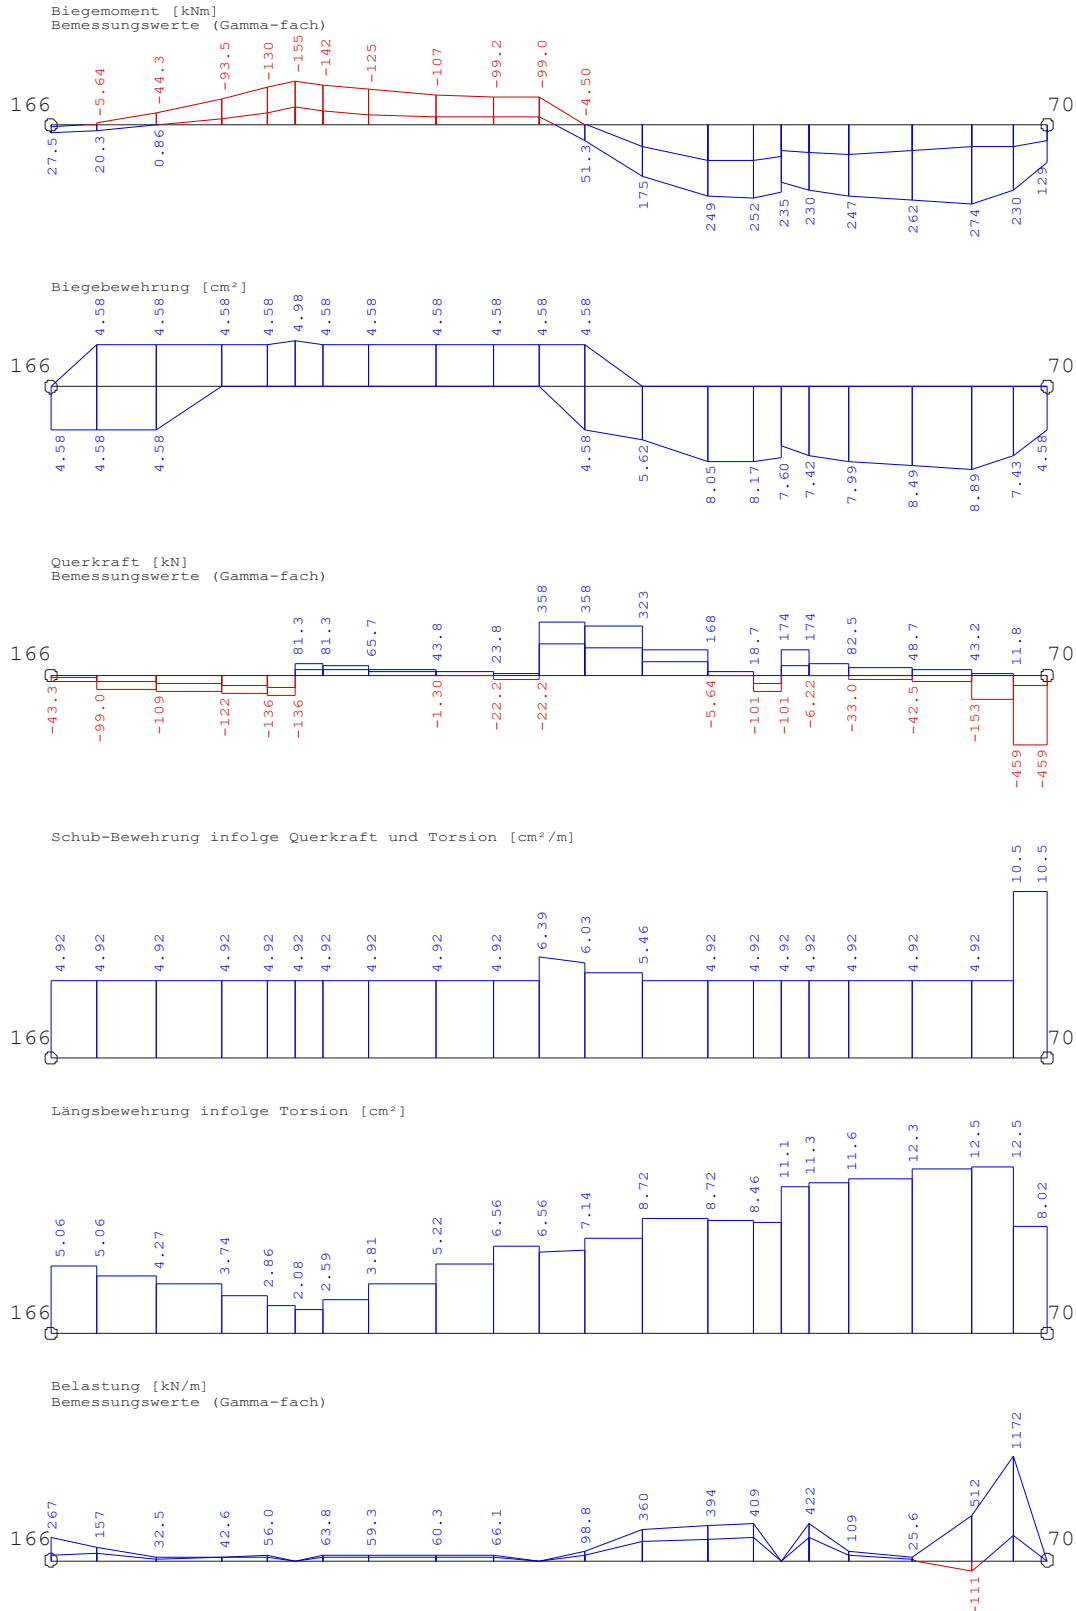 Biegemoment [kNm]
Bemessungswerte (Gamma-fach)
-5.64 -44.3 -93.5 -130 -155 -142 -125 -107 -99.2 -99.0 -4.50
166 70
27.5 20.3 0.86 51.3 175 249 252 235 230 247 262 274 230 129
Biegebewehrung [cm²]
4.58 4.58 4.58 4.58 4.98 4.58 4.58 4.58 4.58 4.58 4.58
166 70
4.58 4.58 4.58 4.58 5.62 8.05 8.17 7.60 7.42 7.99 8.49 8.89 7.43 4.58
Querkraft [kN]
Bemessungswerte (Gamma-fach)
81.3 81.3 65.7 43.8 23.8 358 358 323 168 18.7 174 174 82.5 48.7 43.2 11.8
166 70
-43.3 -99.0 -109 -122 -136 -136 -1.30 -22.2 -22.2 -5.64 -101 -101 -6.22 -33.0 -42.5 -153 -459 -459
Schub-Bewehrung infolge Querkraft und Torsion [cm²/m]
4.92 4.92 4.92 4.92 4.92 4.92 4.92 4.92 4.92 4.92 6.39 6.03 5.46 4.92 4.92 4.92 4.92 4.92 4.92 4.92 10.5 10.5
166 70
Längsbewehrung infolge Torsion [cm²]
5.06 5.06 4.27 3.74 2.86 2.08 2.59 3.81 5.22 6.56 6.56 7.14 8.72 8.72 8.46 11.1 11.3 11.6 12.3 12.5 12.5 8.02
166 70
Belastung [kN/m]
Bemessungswerte (Gamma-fach)
267 157 32.5 42.6 56.0 63.8 59.3 60.3 66.1 98.8 360 394 409 422 109 25.6 512 1172
166 70
-111